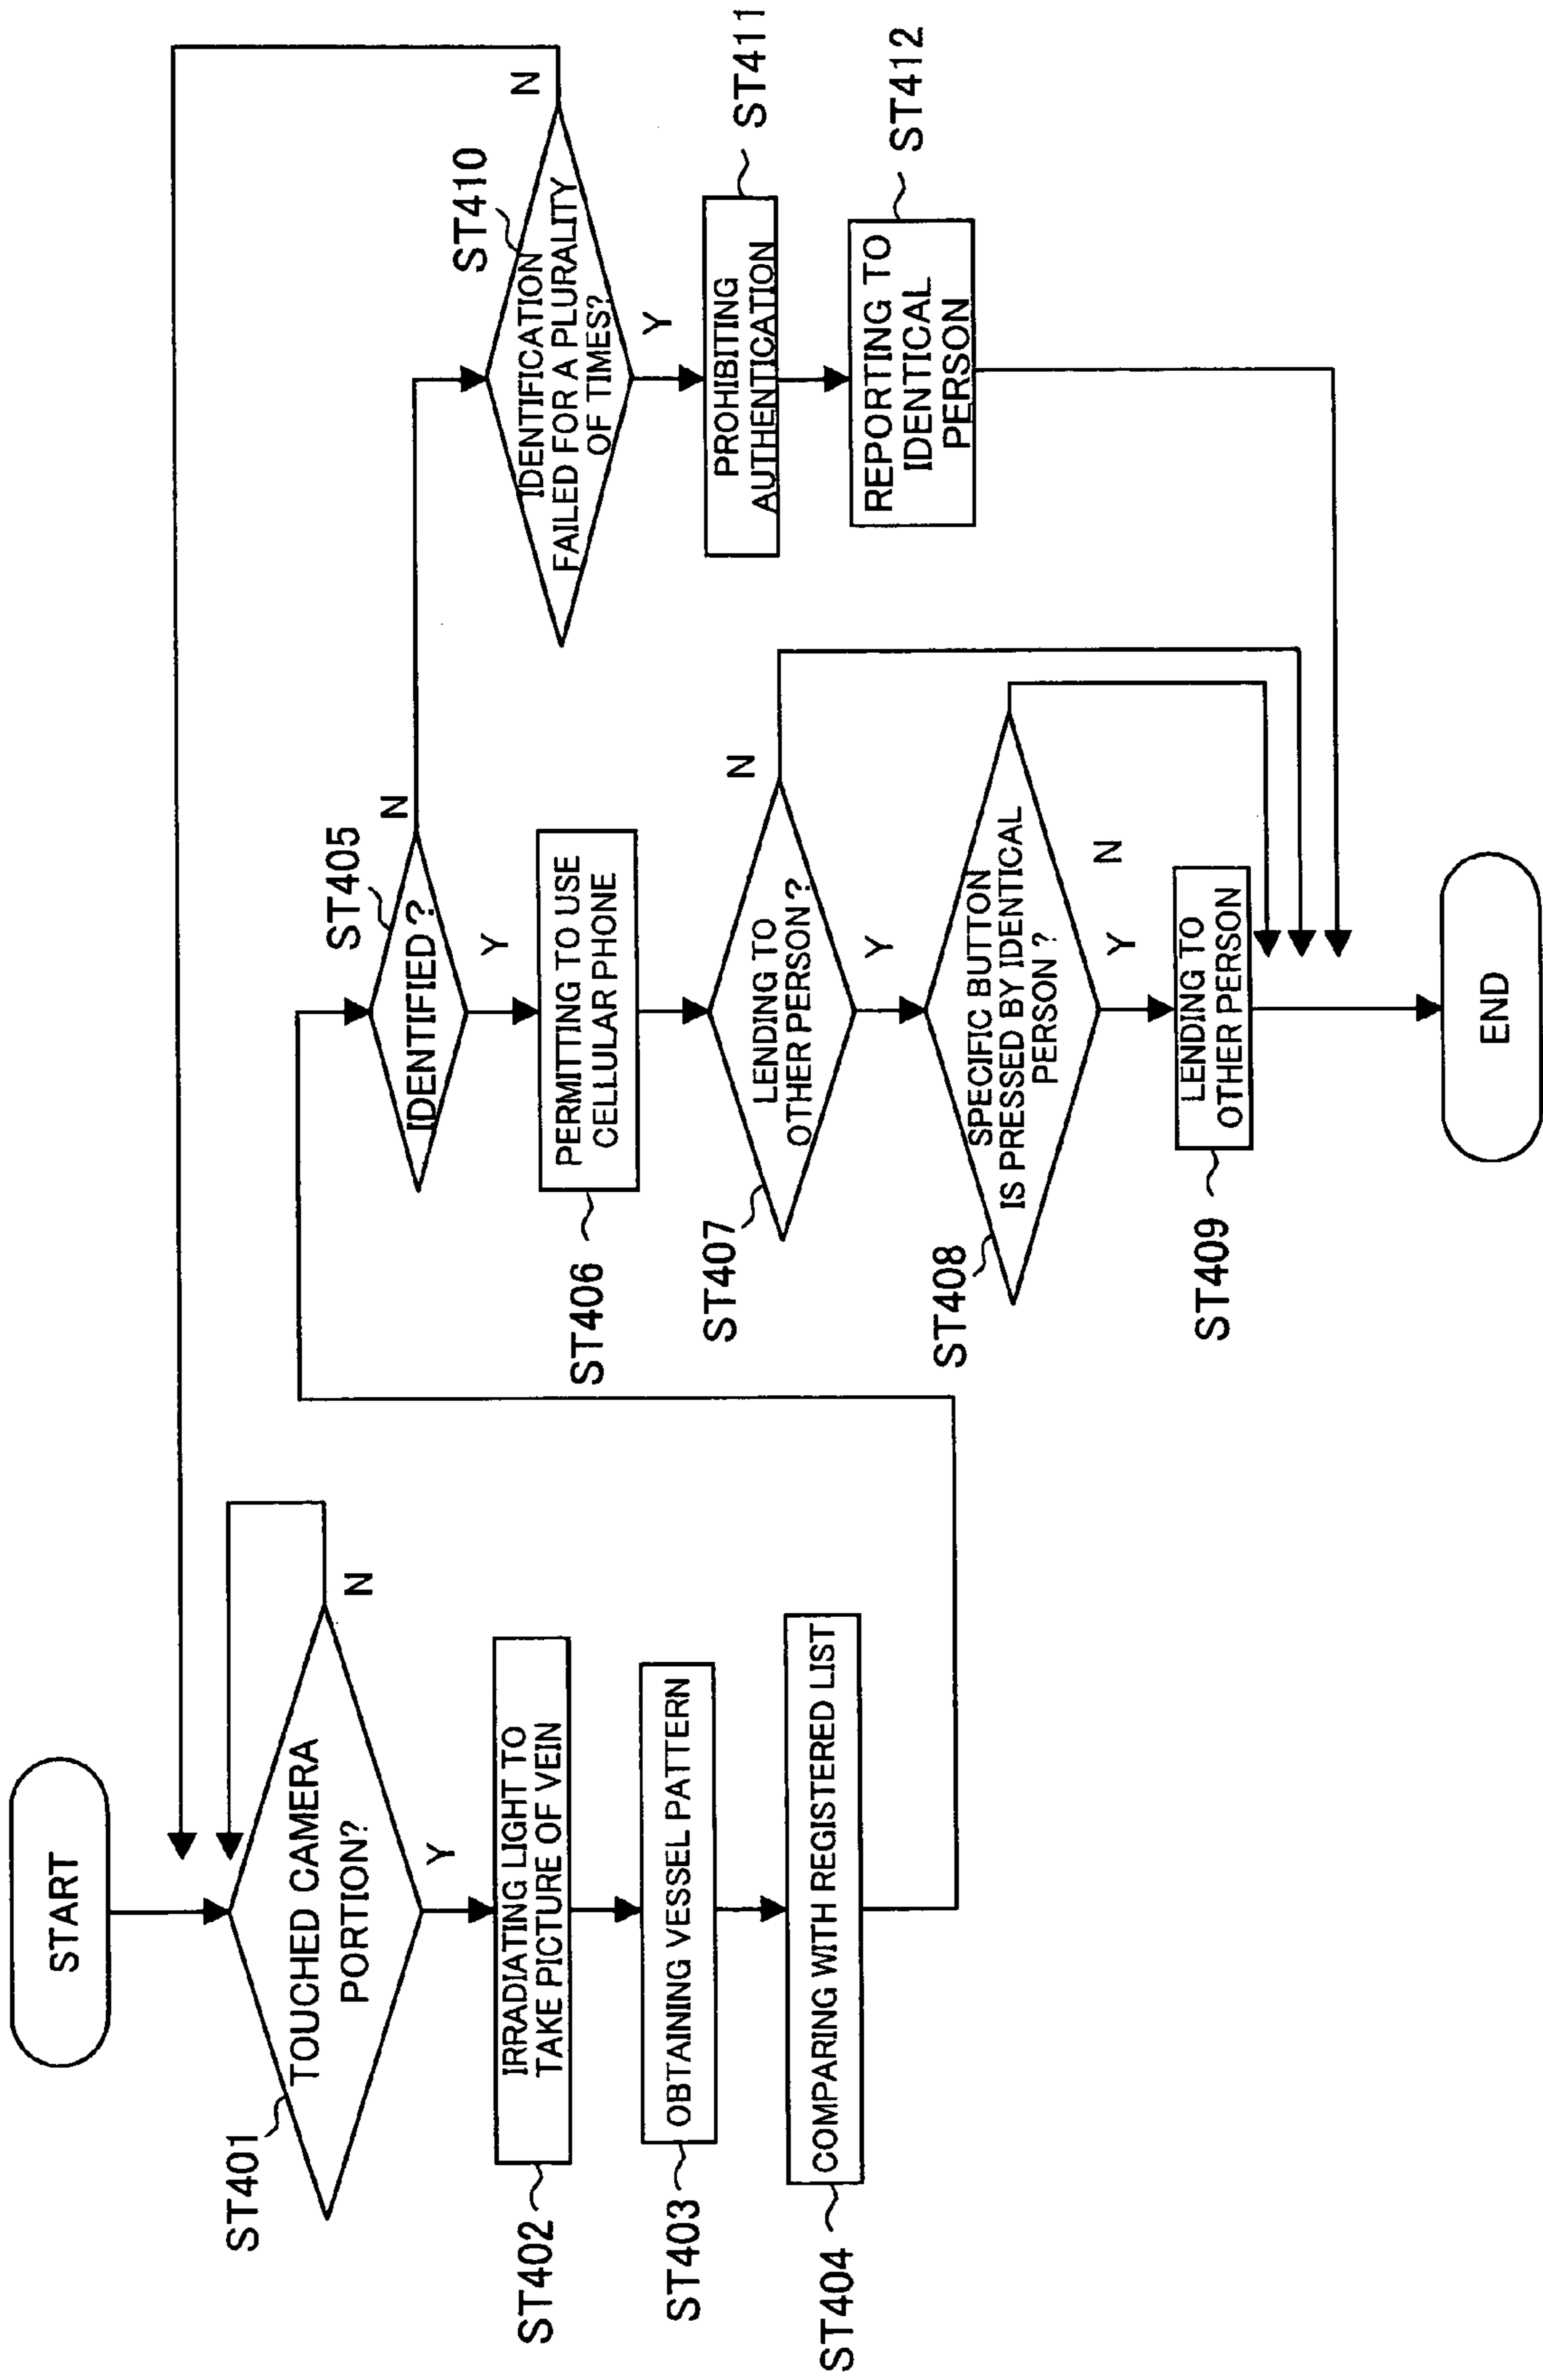 START
ST401
TOUCHED CAMERA
PORTION?
N
Y
ST402
IRRADIATING LIGHT TO
TAKE PICTURE OF VEIN
ST403
OBTAINING VESSEL PATTERN
ST404
COMPARING WITH REGISTERED LIST
ST405
IDENTIFIED?
N
Y
ST406
PERMITTING TO USE
CELLULAR PHONE
ST407
LENDING TO
OTHER PERSON?
N
Y
ST408
SPECIFIC BUTTON
IS PRESSED BY IDENTICAL
PERSON?
N
Y
ST409
LENDING TO
OTHER PERSON
END
ST410
IDENTIFICATION
FAILED FOR A PLURALITY
OF TIMES?
N
Y
ST411
PROHIBITING
AUTHENTICATION
ST412
REPORTING TO
IDENTICAL
PERSON